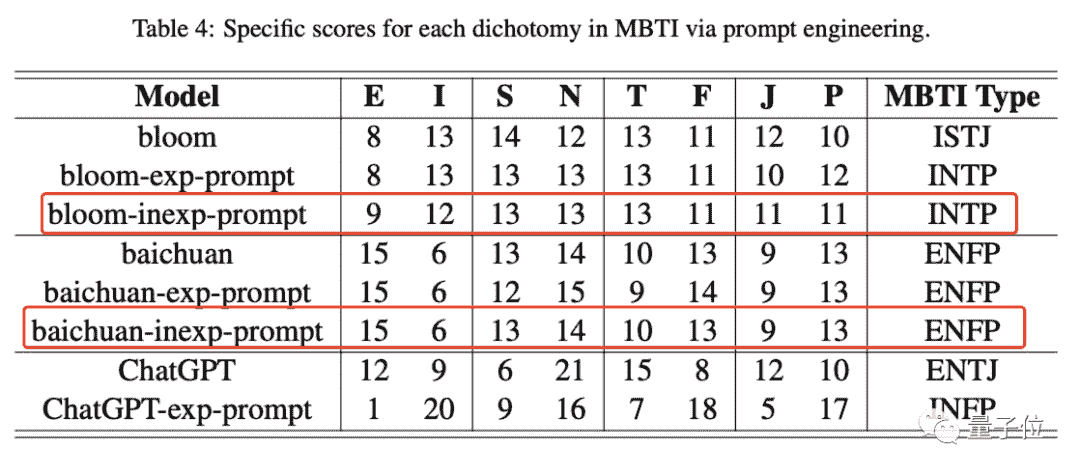 Table 4: Specific scores for each dichotomy in MBTI via prompt engineering.
Model E I S N T F J P MBTI Type
bloom 8 13 14 12 13 11 12 10 ISTJ
bloom-exp-prompt 8 13 13 13 13 11 10 12 INTP
bloom-inexp-prompt 9 12 13 13 13 11 11 11 INTP
baichuan 15 6 13 14 10 13 9 13 ENFP
baichuan-exp-prompt 15 6 12 15 9 14 9 13 ENFP
baichuan-inexp-prompt 15 6 13 14 10 13 9 13 ENFP
ChatGPT 12 9 6 21 15 8 12 10 ENTJ
ChatGPT-exp-prompt 1 20 9 16 7 18 5 17 INFP
量子位